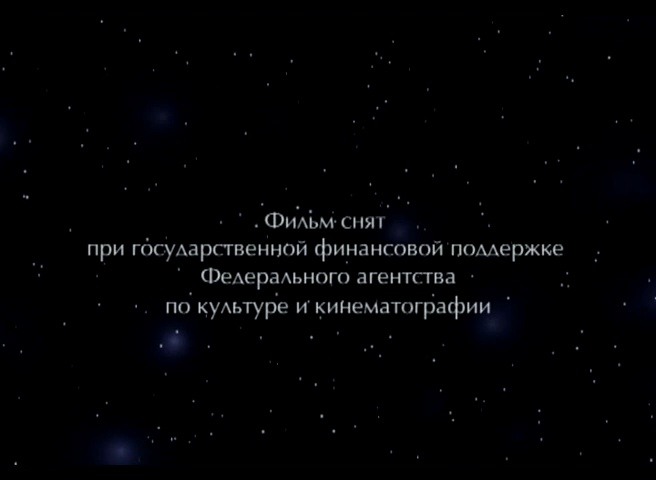 Фильм снят
при государственной финансовой поддержке
Федерального агентства
по культуре и кинематографии